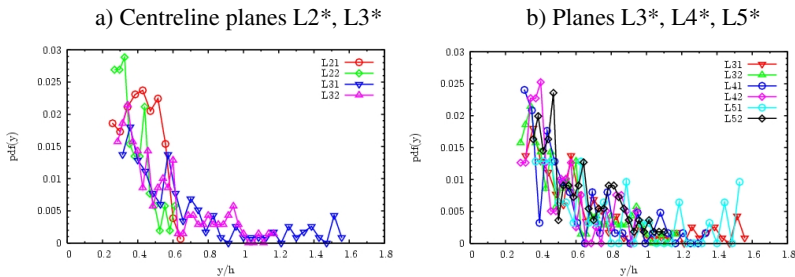 a) Centreline planes L2*, L3*
b) Planes L3*, L4*, L5*
0.03
0.025
0.02
0.015
0.01
0.005
0
pdf(y)
0 0.2 0.4 0.6 0.8 1 1.2 1.4 1.6 1.8
y/h
L21
L22
L31
L32
0.03
0.025
0.02
0.015
0.01
0.005
0
pdf(y)
0 0.2 0.4 0.6 0.8 1 1.2 1.4 1.6 1.8
y/h
L31
L32
L41
L42
L51
L52